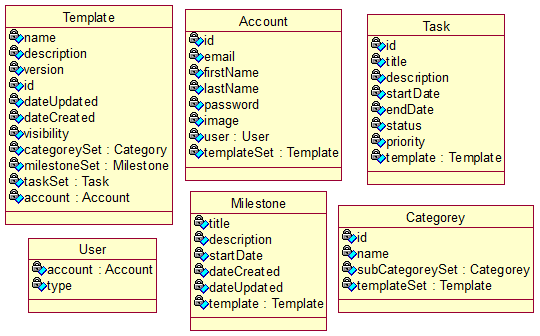 Template
name
description
version
id
dateUpdated
dateCreated
visibility
categoreySet : Category
milestoneSet : Milestone
taskSet : Task
account : Account
Account
id
email
firstName
lastName
password
image
user : User
templateSet : Template
Task
id
title
description
startDate
endDate
status
priority
template : Template
User
account : Account
type
Milestone
title
description
startDate
dateCreated
dateUpdated
template : Template
Categorey
id
name
subCategoreySet : Categorey
templateSet : Template